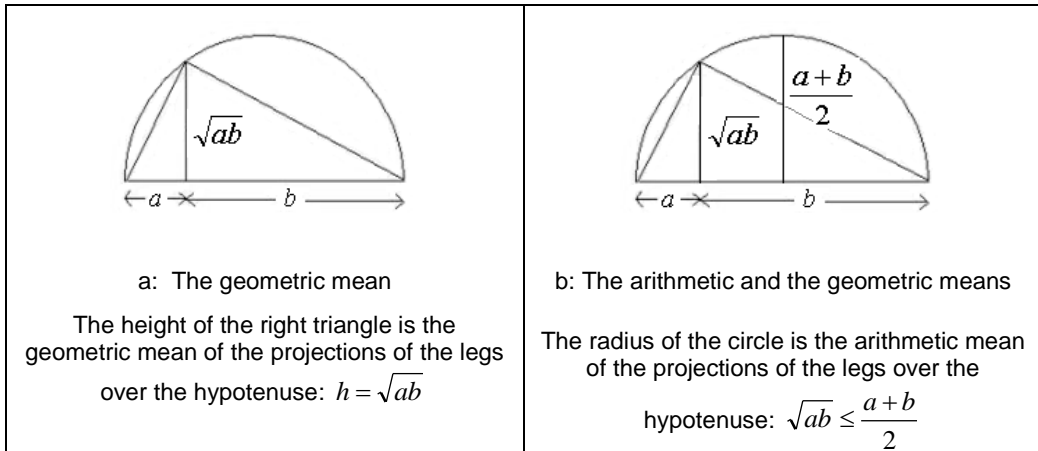 √ab
a b
a: The geometric mean
The height of the right triangle is the
geometric mean of the projections of the legs
over the hypotenuse: h = √ab
a + b
2
√ab
a b
b: The arithmetic and the geometric means
The radius of the circle is the arithmetic mean
of the projections of the legs over the
hypotenuse: √ab ≤ (a + b)/2